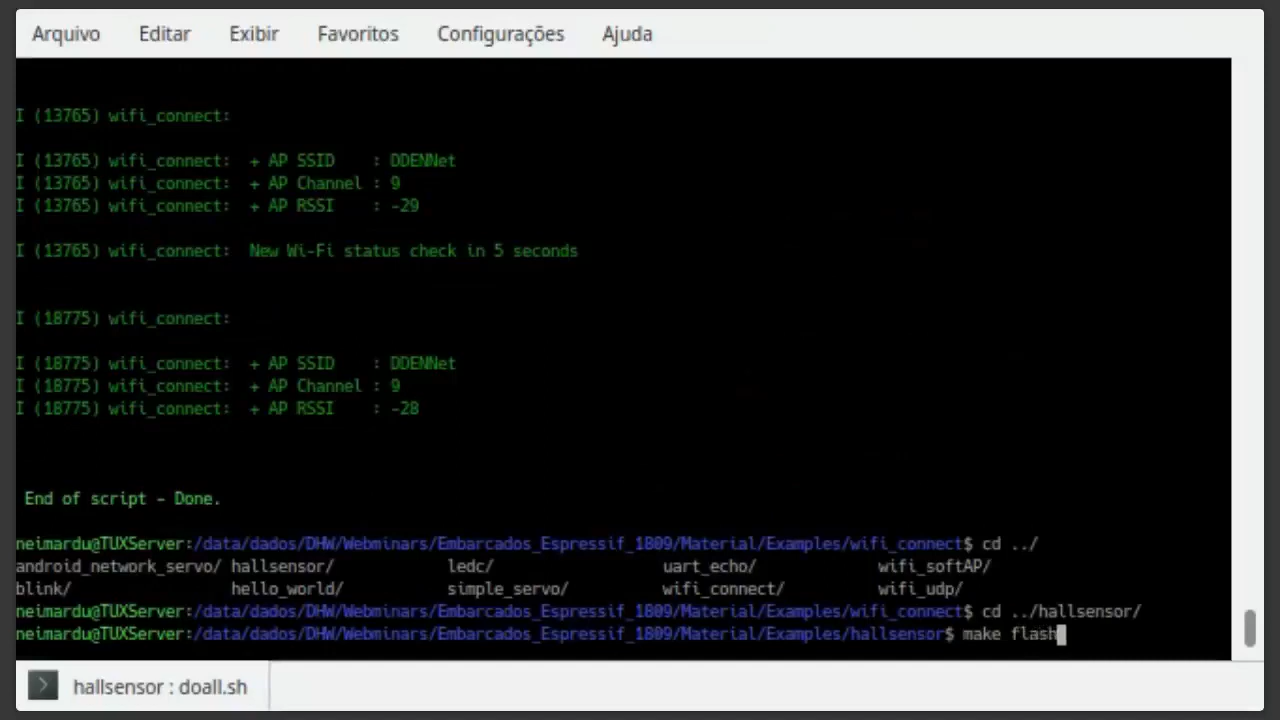 Arquivo Editar Exibir Favoritos Configurações Ajuda
I (13765) wifi_connect:
I (13765) wifi_connect:  + AP SSID    : DDENNet
I (13765) wifi_connect:  + AP Channel : 9
I (13765) wifi_connect:  + AP RSSI    : -29
I (13765) wifi_connect:  New Wi-Fi status check in 5 seconds
I (18775) wifi_connect:
I (18775) wifi_connect:  + AP SSID    : DDENNet
I (18775) wifi_connect:  + AP Channel : 9
I (18775) wifi_connect:  + AP RSSI    : -28
End of script - Done.
neimardu@TUXServer:/data/dados/DHW/Webminars/Embarcados_Espressif_1809/Material/Examples/wifi_connect$ cd ../
android_network_servo/ hallsensor/ ledc/ uart_echo/ wifi_softAP/
blink/ hello_world/ simple_servo/ wifi_connect/ wifi_udp/
neimardu@TUXServer:/data/dados/DHW/Webminars/Embarcados_Espressif_1809/Material/Examples/wifi_connect$ cd ../hallsensor/
neimardu@TUXServer:/data/dados/DHW/Webminars/Embarcados_Espressif_1809/Material/Examples/hallsensor$ make flash
hallsensor : doall.sh